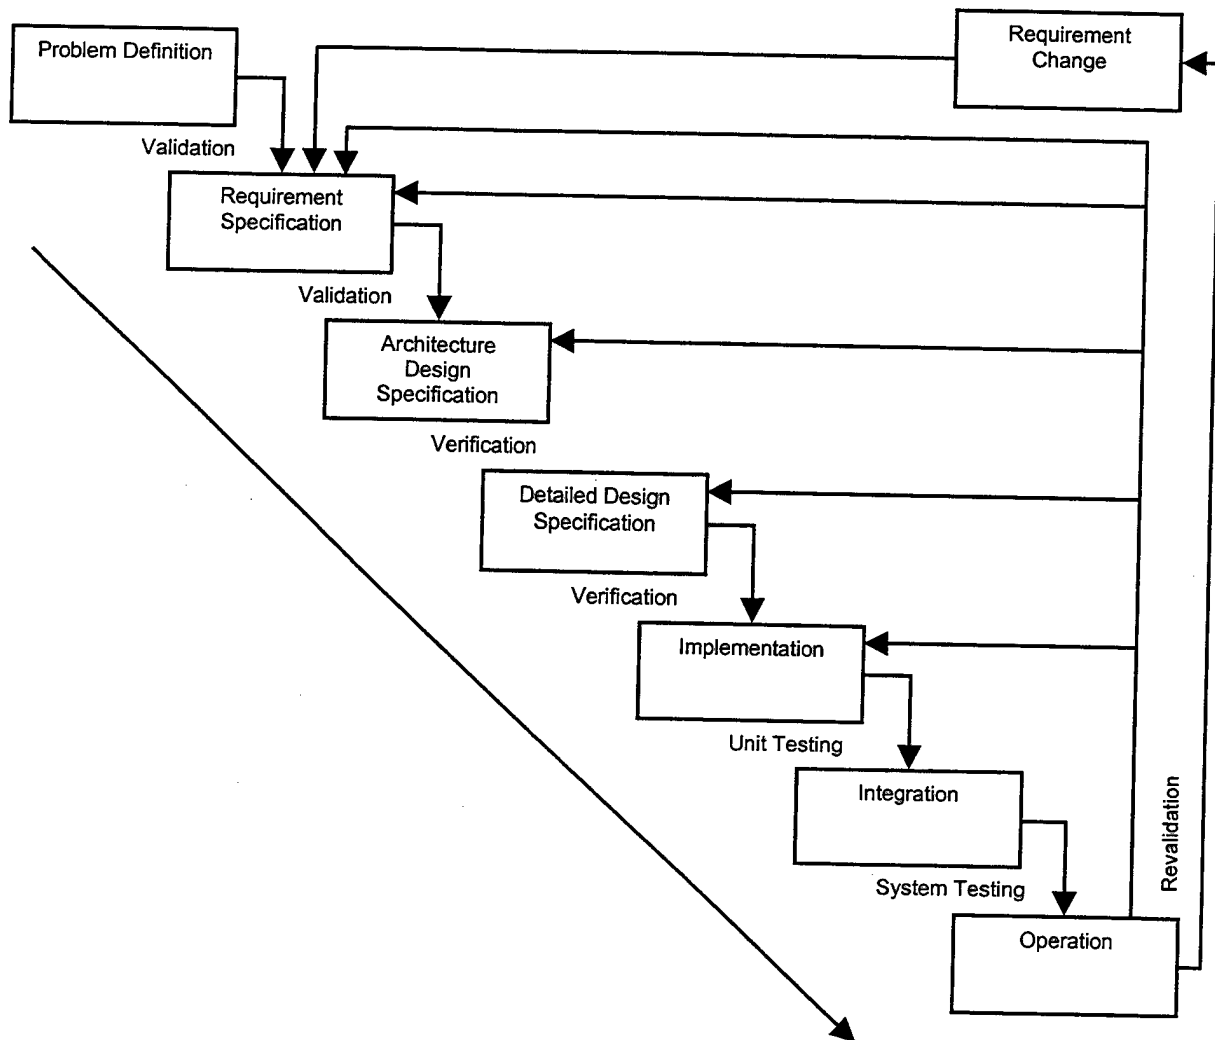 Problem Definition
Requirement
Change
Validation
Requirement
Specification
Validation
Architecture
Design
Specification
Verification
Detailed Design
Specification
Verification
Implementation
Unit Testing
Integration
Revalidation
System Testing
Operation